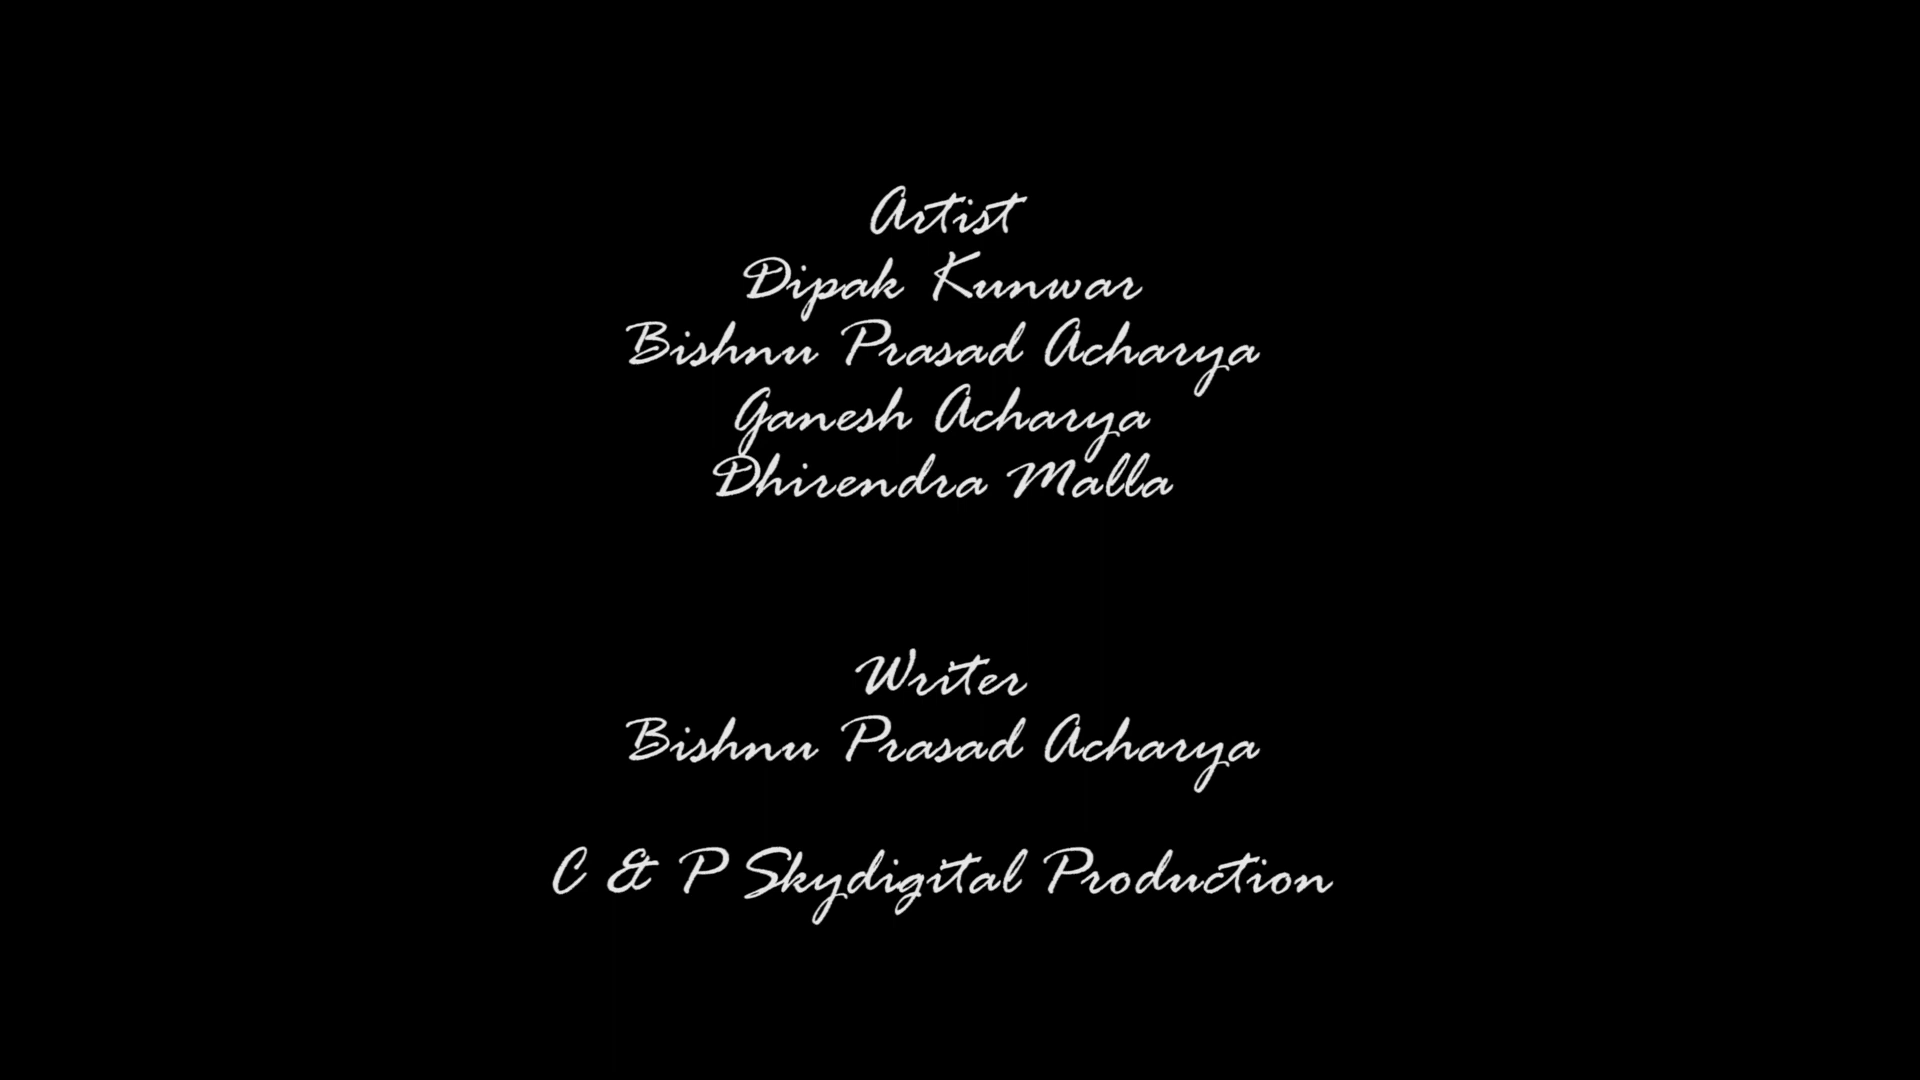 Artist
Dipak Kunwar
Bishnu Prasad Acharya
Ganesh Acharya
Dhirendra Malla
Writer
Bishnu Prasad Acharya
C & P Skydigital Production